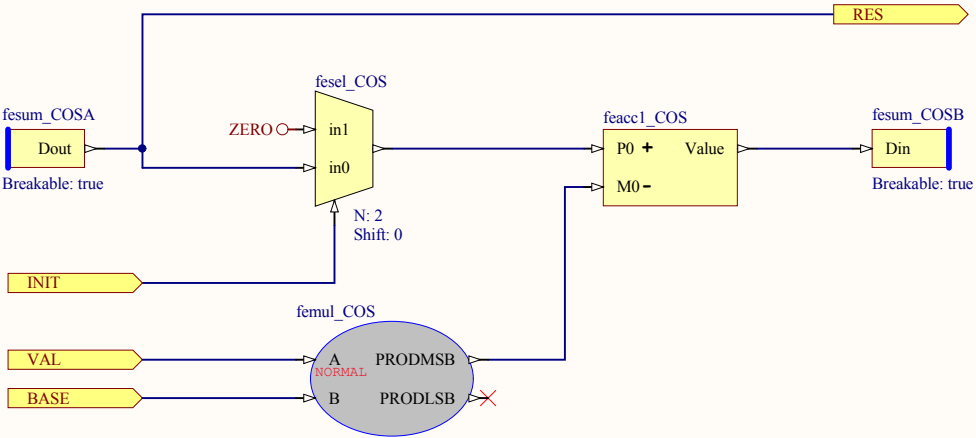 RES
fesel_COS
fesum_COSA
feacc1_COS
fesum_COSB
ZERO
in1
Dout
in0
P0 + Value
M0 -
Din
Breakable: true
Breakable: true
N: 2
Shift: 0
INIT
femul_COS
VAL
A PRODMSB
NORMAL
BASE
B PRODLSB